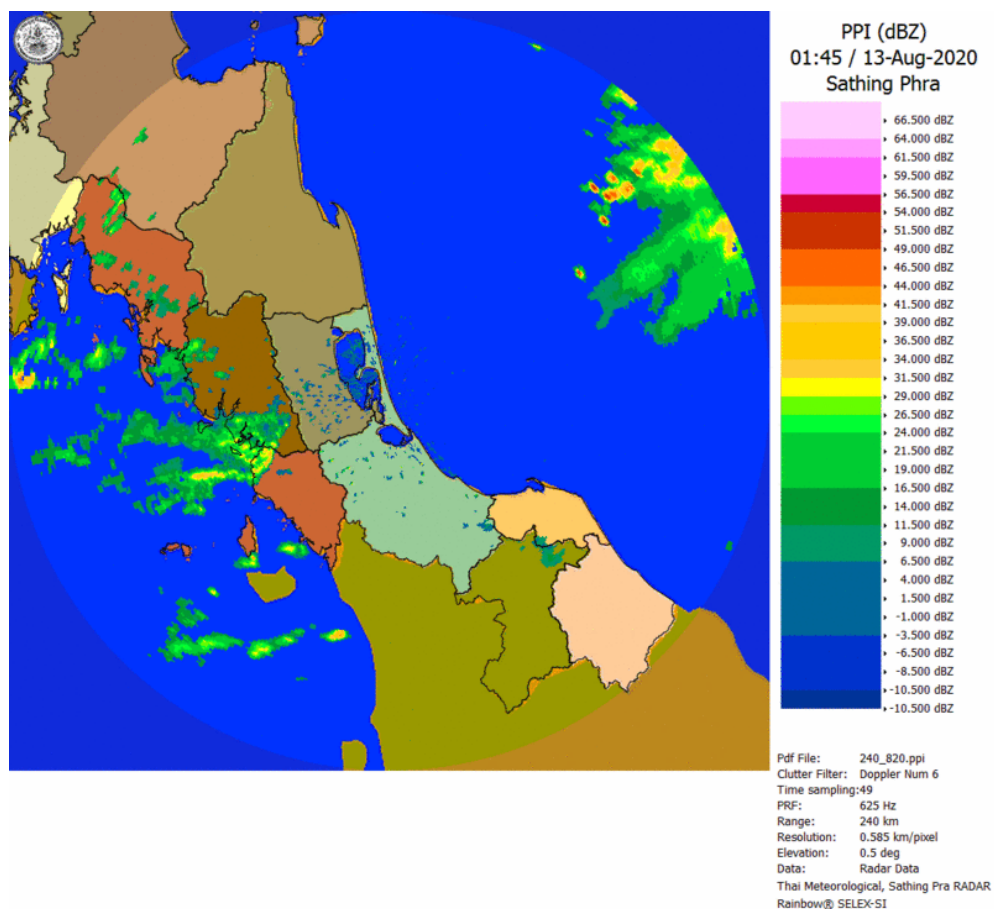 PPI (dBZ)
01:45 / 13-Aug-2020
Sathing Phra
66.500 dBZ
64.000 dBZ
61.500 dBZ
59.500 dBZ
56.500 dBZ
54.000 dBZ
51.500 dBZ
49.000 dBZ
46.500 dBZ
44.000 dBZ
41.500 dBZ
39.000 dBZ
36.500 dBZ
34.000 dBZ
31.500 dBZ
29.000 dBZ
26.500 dBZ
24.000 dBZ
21.500 dBZ
19.000 dBZ
16.500 dBZ
14.000 dBZ
11.500 dBZ
9.000 dBZ
6.500 dBZ
4.000 dBZ
1.500 dBZ
-1.000 dBZ
-3.500 dBZ
-6.500 dBZ
-8.500 dBZ
-10.500 dBZ
-10.500 dBZ
Pdf File: 240_820.ppi
Clutter Filter: Doppler Num 6
Time sampling:49
PRF: 625 Hz
Range: 240 km
Resolution: 0.585 km/pixel
Elevation: 0.5 deg
Data: Radar Data
Thai Meteorological, Sathing Pra RADAR
Rainbow® SELEX-SI